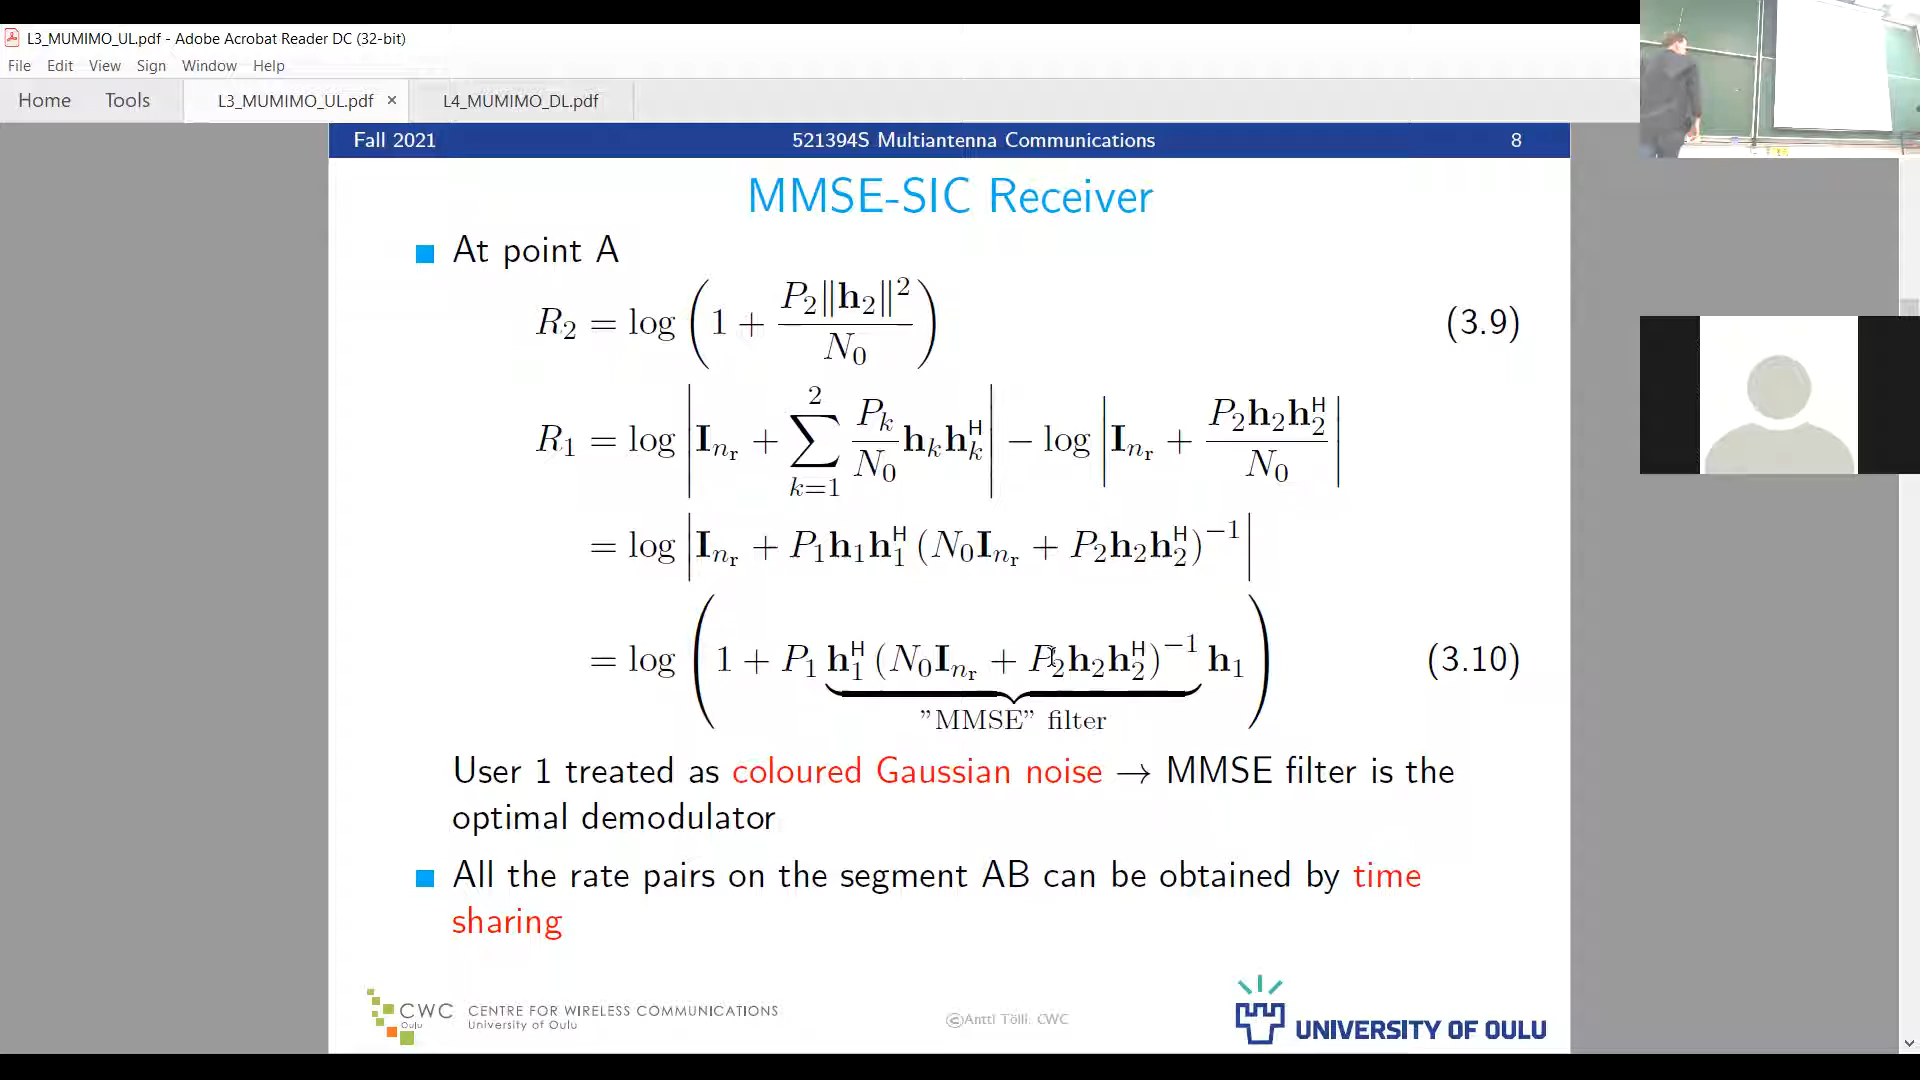 L3_MUMIMO_UL.pdf - Adobe Acrobat Reader DC (32-bit)
File Edit View Sign Window Help
Home Tools L3_MUMIMO_UL.pdf × L4_MUMIMO_DL.pdf
Fall 2021 521394S Multiantenna Communications 8
MMSE-SIC Receiver
At point A
R₂ = log (1 + P₂‖h₂‖² / N₀) (3.9)
R₁ = log |I_{n_r} + ∑_{k=1}^{2} (P_k / N₀) h_k h_k^H| − log |I_{n_r} + P₂h₂h₂^H / N₀|
= log |I_{n_r} + P₁h₁h₁^H (N₀I_{n_r} + P₂h₂h₂^H)^{−1}|
= log (1 + P₁ h₁^H (N₀I_{n_r} + P₂h₂h₂^H)^{−1} h₁) (3.10)
"MMSE" filter
User 1 treated as coloured Gaussian noise → MMSE filter is the
optimal demodulator
All the rate pairs on the segment AB can be obtained by time
sharing
CWC Oulu CENTRE FOR WIRELESS COMMUNICATIONS
University of Oulu
©Antti Tölli, CWC
UNIVERSITY OF OULU